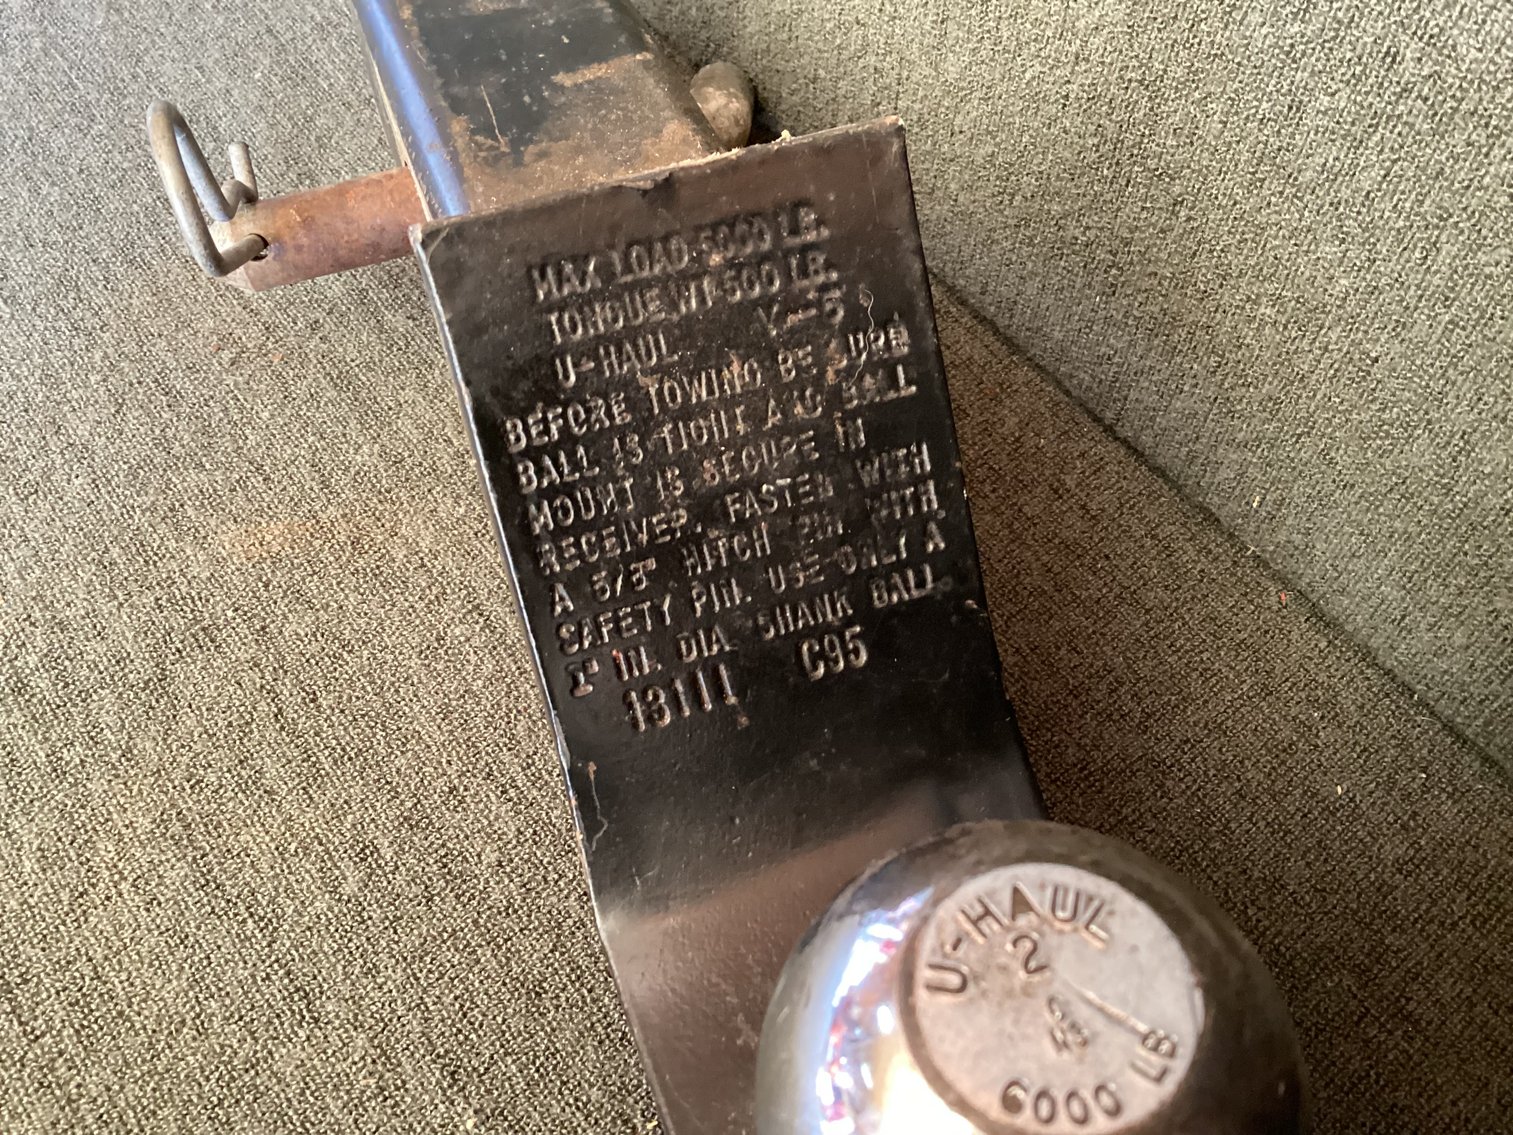 MAX LOAD 5000 LB.
TONGUE WT 500 LB.
U-HAUL V-5
BEFORE TOWING BE SURE
BALL IS TIGHT AND BALL
MOUNT IS SECURE IN
RECEIVER. FASTEN WITH
A 5/8" HITCH PIN WITH
SAFETY PIN. USE ONLY A
1" IN. DIA. SHANK BALL.
13111 C95
U-HAUL
2
6000 LB